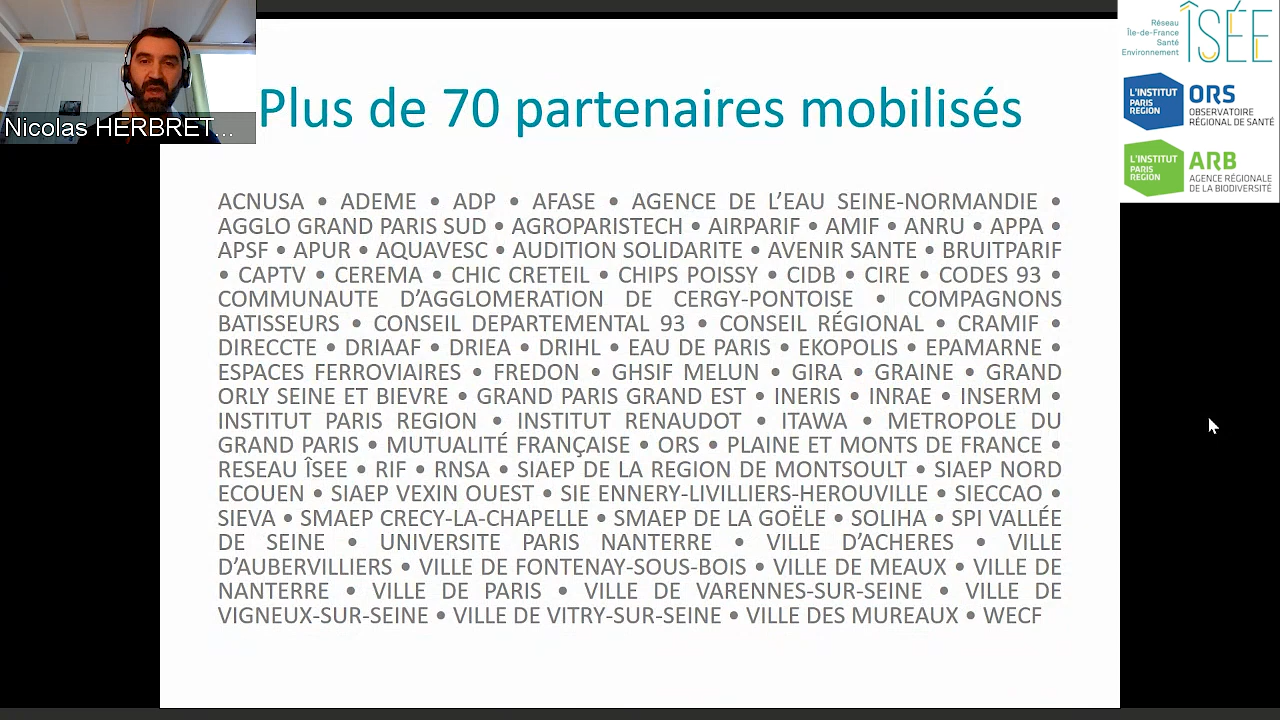 Nicolas HERBRET...
Plus de 70 partenaires mobilisés
ACNUSA • ADEME • ADP • AFASE • AGENCE DE L’EAU SEINE-NORMANDIE •
AGGLO GRAND PARIS SUD • AGROPARISTECH • AIRPARIF • AMIF • ANRU • APPA •
APSF • APUR • AQUAVESC • AUDITION SOLIDARITE • AVENIR SANTE • BRUITPARIF
• CAPTV • CEREMA • CHIC CRETEIL • CHIPS POISSY • CIDB • CIRE • CODES 93 •
COMMUNAUTE D’AGGLOMERATION DE CERGY-PONTOISE • COMPAGNONS
BATISSEURS • CONSEIL DEPARTEMENTAL 93 • CONSEIL RÉGIONAL • CRAMIF •
DIRECCTE • DRIAAF • DRIEA • DRIHL • EAU DE PARIS • EKOPOLIS • EPAMARNE •
ESPACES FERROVIAIRES • FREDON • GHSIF MELUN • GIRA • GRAINE • GRAND
ORLY SEINE ET BIEVRE • GRAND PARIS GRAND EST • INERIS • INRAE • INSERM •
INSTITUT PARIS REGION • INSTITUT RENAUDOT • ITAWA • METROPOLE DU
GRAND PARIS • MUTUALITÉ FRANÇAISE • ORS • PLAINE ET MONTS DE FRANCE •
RESEAU ÎSEE • RIF • RNSA • SIAEP DE LA REGION DE MONTSOULT • SIAEP NORD
ECOUEN • SIAEP VEXIN OUEST • SIE ENNERY-LIVILLIERS-HEROUVILLE • SIECCAO •
SIEVA • SMAEP CRECY-LA-CHAPELLE • SMAEP DE LA GOËLE • SOLIHA • SPI VALLÉE
DE SEINE • UNIVERSITE PARIS NANTERRE • VILLE D’ACHERES • VILLE
D’AUBERVILLIERS • VILLE DE FONTENAY-SOUS-BOIS • VILLE DE MEAUX • VILLE DE
NANTERRE • VILLE DE PARIS • VILLE DE VARENNES-SUR-SEINE • VILLE DE
VIGNEUX-SUR-SEINE • VILLE DE VITRY-SUR-SEINE • VILLE DES MUREAUX • WECF
Réseau
Île-de-France
Santé
Environnement
ÎSÉE
L'INSTITUT
PARIS
REGION
ORS
OBSERVATOIRE
RÉGIONAL DE SANTÉ
L'INSTITUT
PARIS
REGION
ARB
AGENCE RÉGIONALE
DE LA BIODIVERSITÉ